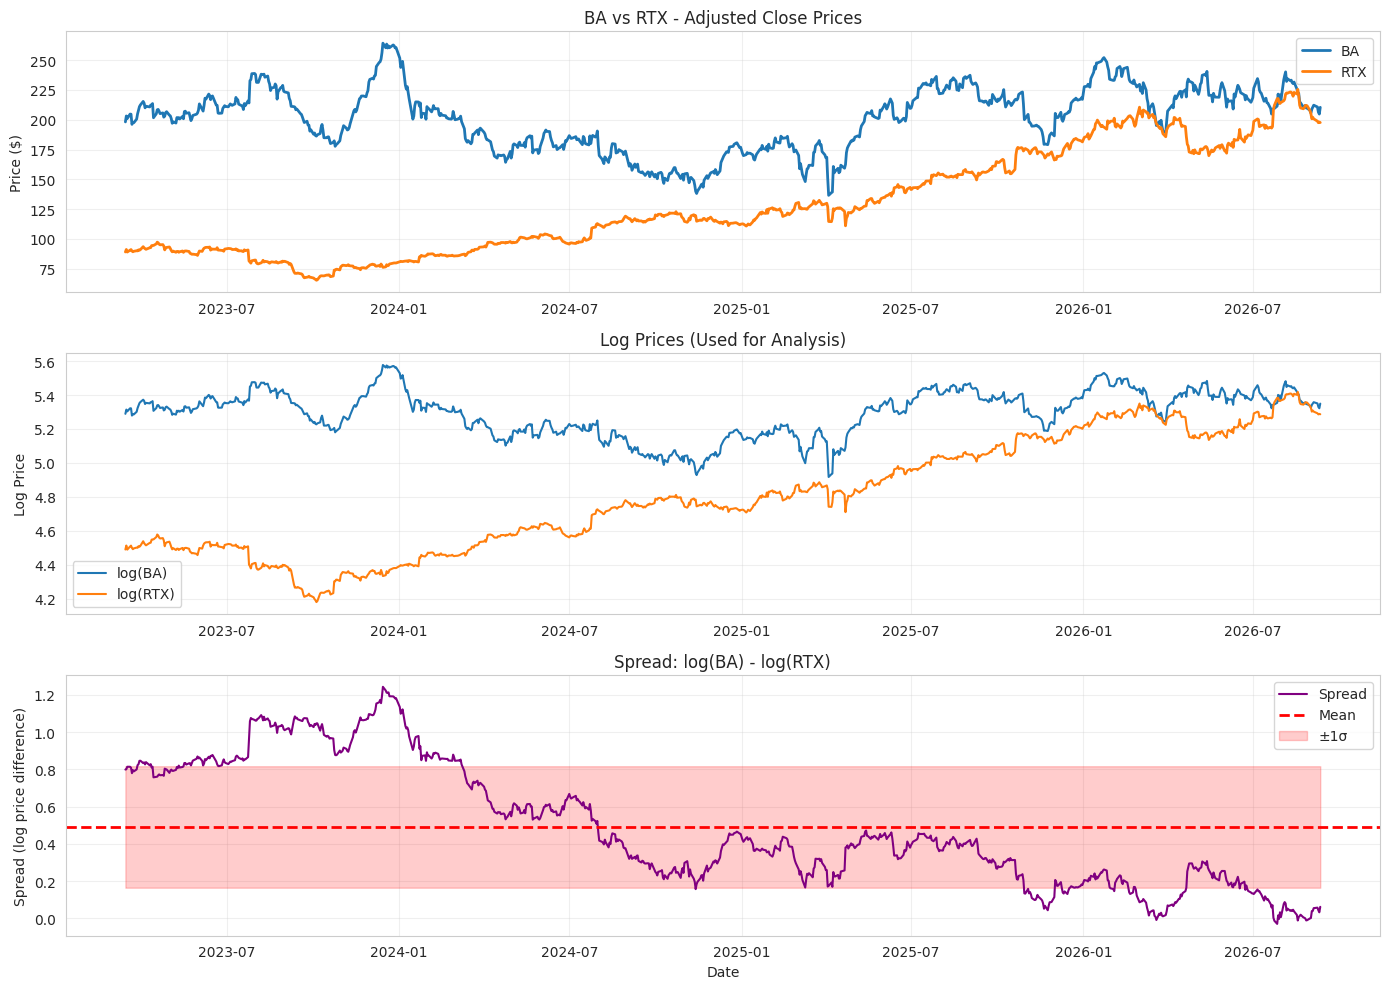 BA vs RTX - Adjusted Close Prices
Price ($)
250
225
200
175
150
125
100
75
BA
RTX
2023-07 2024-01 2024-07 2025-01 2025-07 2026-01 2026-07
Log Prices (Used for Analysis)
Log Price
5.6
5.4
5.2
5.0
4.8
4.6
4.4
4.2
log(BA)
log(RTX)
2023-07 2024-01 2024-07 2025-01 2025-07 2026-01 2026-07
Spread: log(BA) - log(RTX)
Spread (log price difference)
1.2
1.0
0.8
0.6
0.4
0.2
0.0
Spread
Mean
±1σ
2023-07 2024-01 2024-07 2025-01 2025-07 2026-01 2026-07
Date